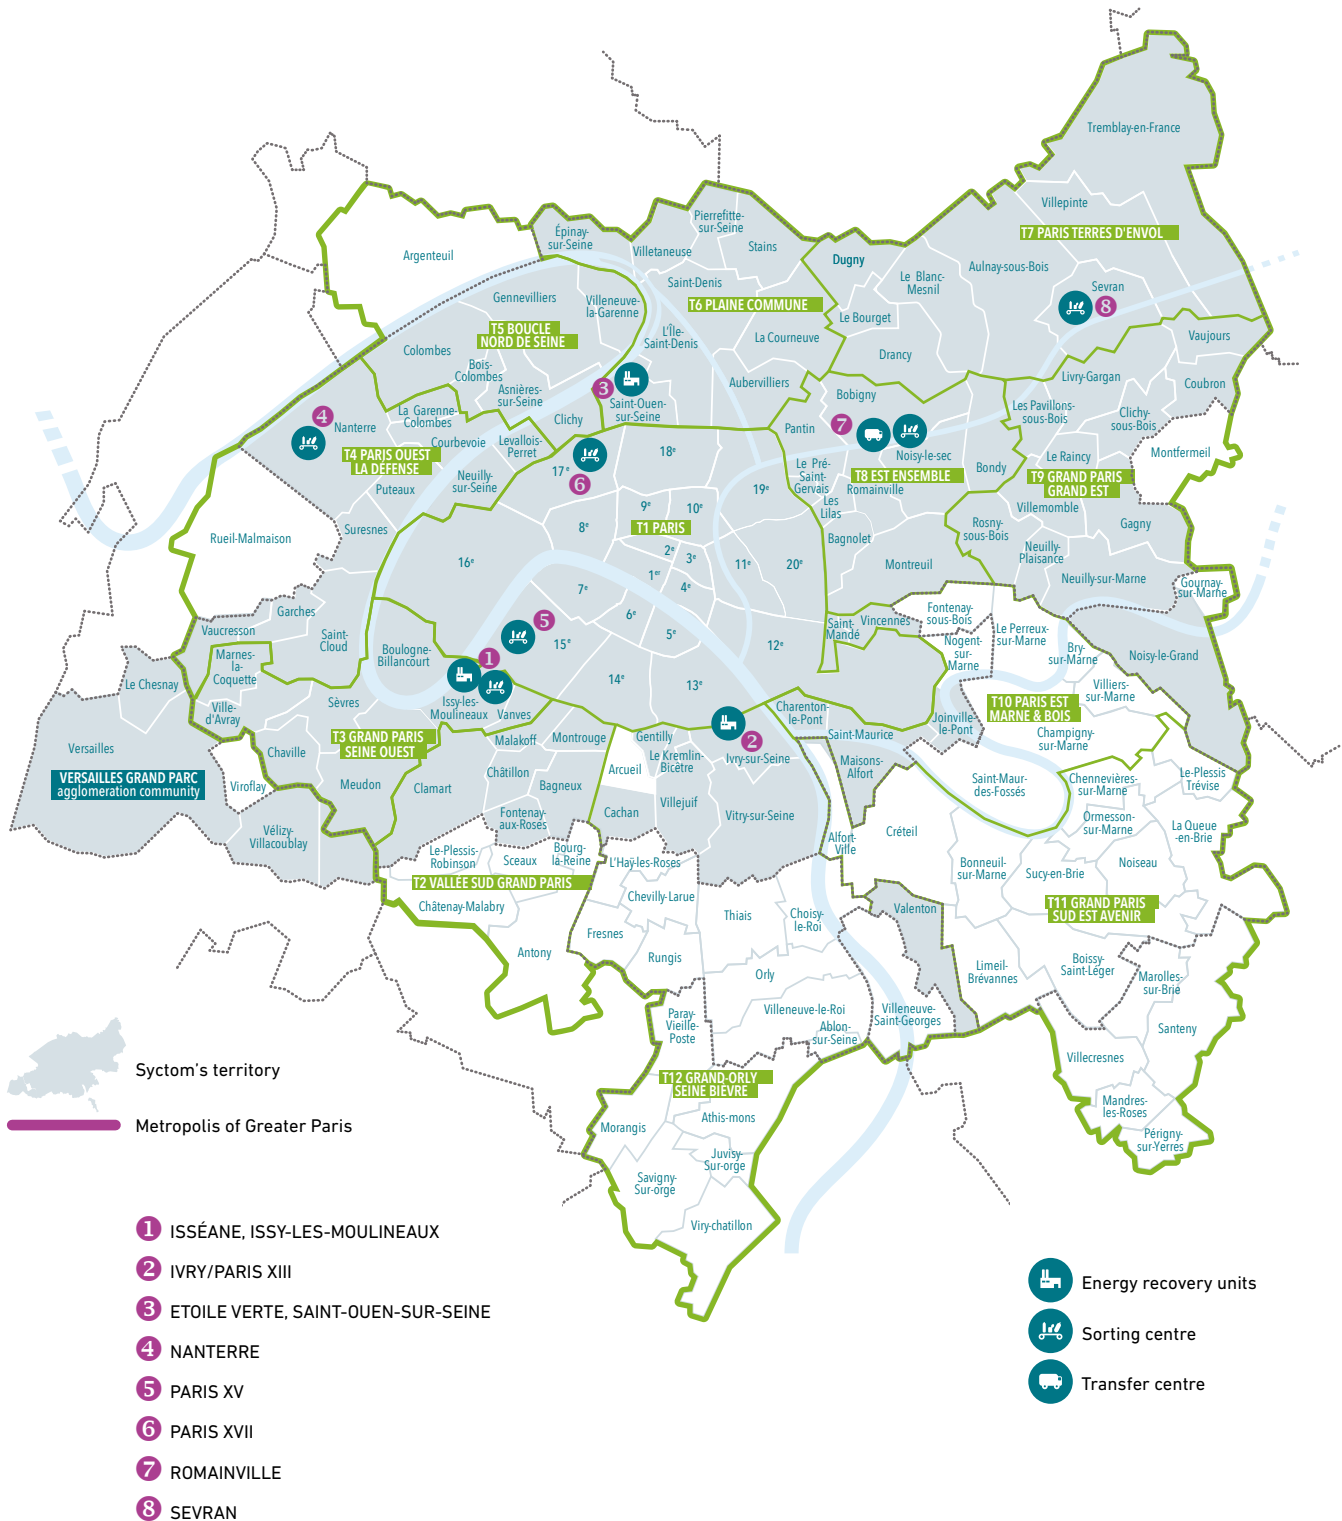 Tremblay-en-France
Villepinte
T7 PARIS TERRES D'ENVOL
Pierrefitte-
sur-Seine
Épinay-
sur-Seine
Villetaneuse
Stains
Argenteuil
Dugny
Le Blanc-
Mesnil
Aulnay-sous-Bois
Sevran
8
Saint-Denis
Gennevilliers
Villeneuve-
la-Garenne
T6 PLAINE COMMUNE
Le Bourget
T5 BOUCLE
NORD DE SEINE
L'Île-
Saint-Denis
La Courneuve
Vaujours
Colombes
Drancy
Bois-
Colombes
Asnières-
sur-Seine
Aubervilliers
Livry-Gargan
Coubron
3
Saint-Ouen-
sur-Seine
Bobigny
4
Nanterre
La Garenne-
Colombes
Clichy
Pantin
7
Les Pavillons-
sous-Bois
Clichy-
sous-Bois
Courbevoie
Levallois-
Perret
T4 PARIS OUEST
LA DÉFENSE
18e
Noisy-le-sec
Le Raincy
Montfermeil
Neuilly-
sur-Seine
17e
6
Le Pré-
Saint-
Gervais
T8 EST ENSEMBLE
Bondy
T9 GRAND PARIS
GRAND EST
Puteaux
19e
Romainville
Les
Lilas
Villemomble
9e
10e
Suresnes
8e
T1 PARIS
Rosny-
sous-Bois
Gagny
Rueil-Malmaison
Bagnolet
2e
3e
Neuilly-
Plaisance
16e
1er
11e
20e
Montreuil
Neuilly-sur-Marne
Gournay-
sur-Marne
7e
4e
Garches
6e
5
Fontenay-
sous-Bois
Vaucresson
Saint-
Cloud
5e
Saint-
Mandé
Vincennes
Le Perreux-
sur-Marne
15e
12e
Nogent-
sur-
Marne
Marnes-
la-
Coquette
Boulogne-
Billancourt
1
Bry-
sur-Marne
Noisy-le-Grand
Le Chesnay
14e
13e
Villiers-
sur-Marne
Ville-
d'Avray
Sèvres
Issy-les-
Moulineaux
Vanves
Charenton-
le-Pont
T10 PARIS EST
MARNE & BOIS
Joinville-
le-Pont
Versailles
T3 GRAND PARIS
SEINE OUEST
Malakoff
Montrouge
Gentilly
2
Saint-Maurice
Champigny-
sur-Marne
Chaville
Le Kremlin-
Bicêtre
Ivry-sur-Seine
Maisons-
Alfort
VERSAILLES GRAND PARC
agglomeration community
Viroflay
Meudon
Clamart
Châtillon
Bagneux
Arcueil
Saint-Maur-
des-Fossés
Chennevières-
sur-Marne
Le-Plessis
Trévise
Vélizy-
Villacoublay
Fontenay-
aux-Roses
Cachan
Villejuif
Vitry-sur-Seine
Ormesson-
sur-Marne
La Queue
-en-Brie
Alfort-
Ville
Créteil
Le-Plessis-
Robinson
Sceaux
Bourg-
la-Reine
L'Haÿ-les-Roses
Bonneuil-
sur-Marne
Sucy-en-Brie
Noiseau
T2 VALLÉE SUD GRAND PARIS
Chevilly-Larue
Châtenay-Malabry
Thiais
Choisy-
le-Roi
Valenton
T11 GRAND PARIS
SUD EST AVENIR
Fresnes
Antony
Rungis
Orly
Limeil-
Brévannes
Boissy-
Saint-Léger
Marolles-
sur-Brie
Paray-
Vieille-
Poste
Villeneuve-le-Roi
Ablon-
sur-Seine
Villeneuve-
Saint-Georges
Santeny
Villecresnes
T12 GRAND-ORLY
SEINE BIÈVRE
Mandres-
les-Roses
Athis-mons
Morangis
Périgny-
sur-Yerres
Juvisy-
Sur-orge
Savigny-
Sur-orge
Viry-chatillon
Syctom's territory
Metropolis of Greater Paris
1 ISSÉANE, ISSY-LES-MOULINEAUX
2 IVRY/PARIS XIII
3 ETOILE VERTE, SAINT-OUEN-SUR-SEINE
4 NANTERRE
5 PARIS XV
6 PARIS XVII
7 ROMAINVILLE
8 SEVRAN
Energy recovery units
Sorting centre
Transfer centre